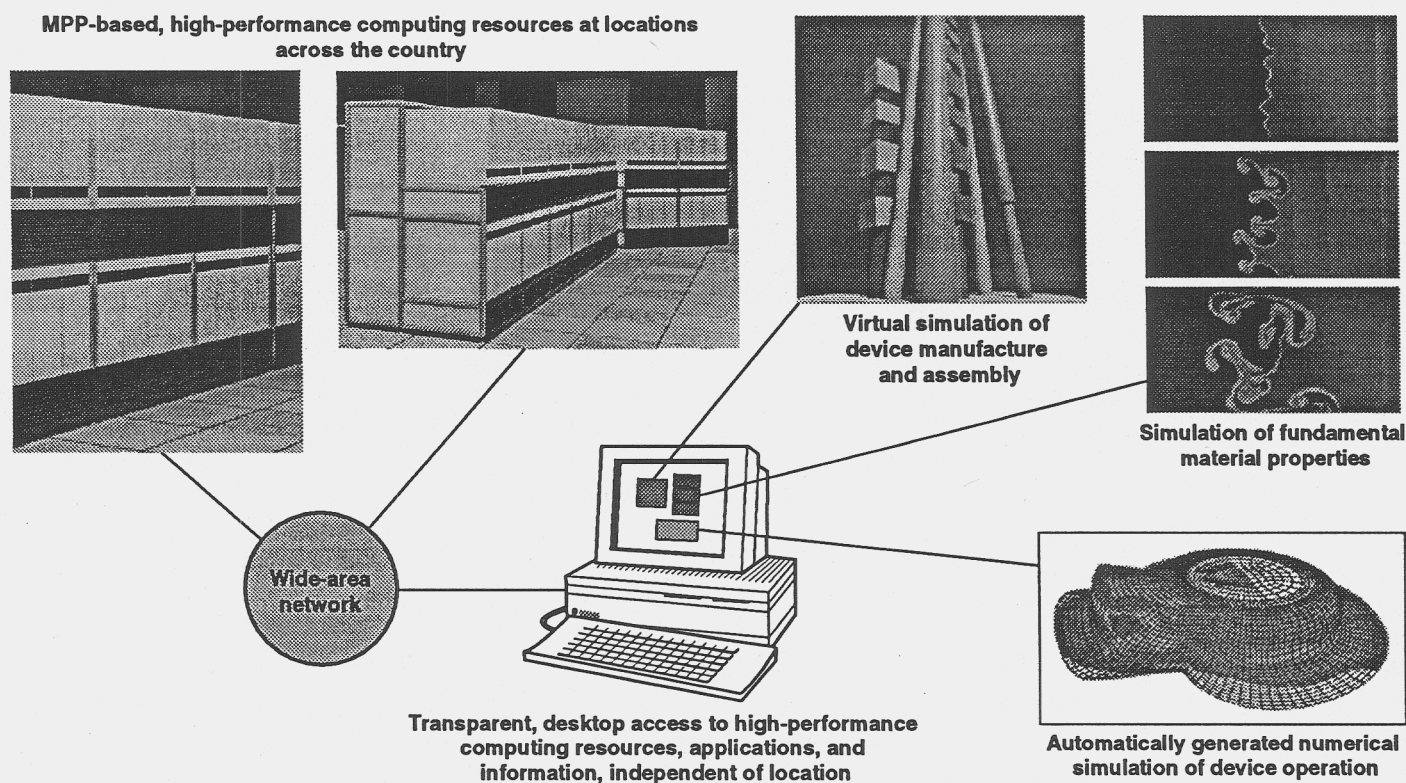 MPP-based, high-performance computing resources at locations
across the country
Virtual simulation of
device manufacture
and assembly
Simulation of fundamental
material properties
Wide-area
network
Transparent, desktop access to high-performance
computing resources, applications, and
information, independent of location
Automatically generated numerical
simulation of device operation